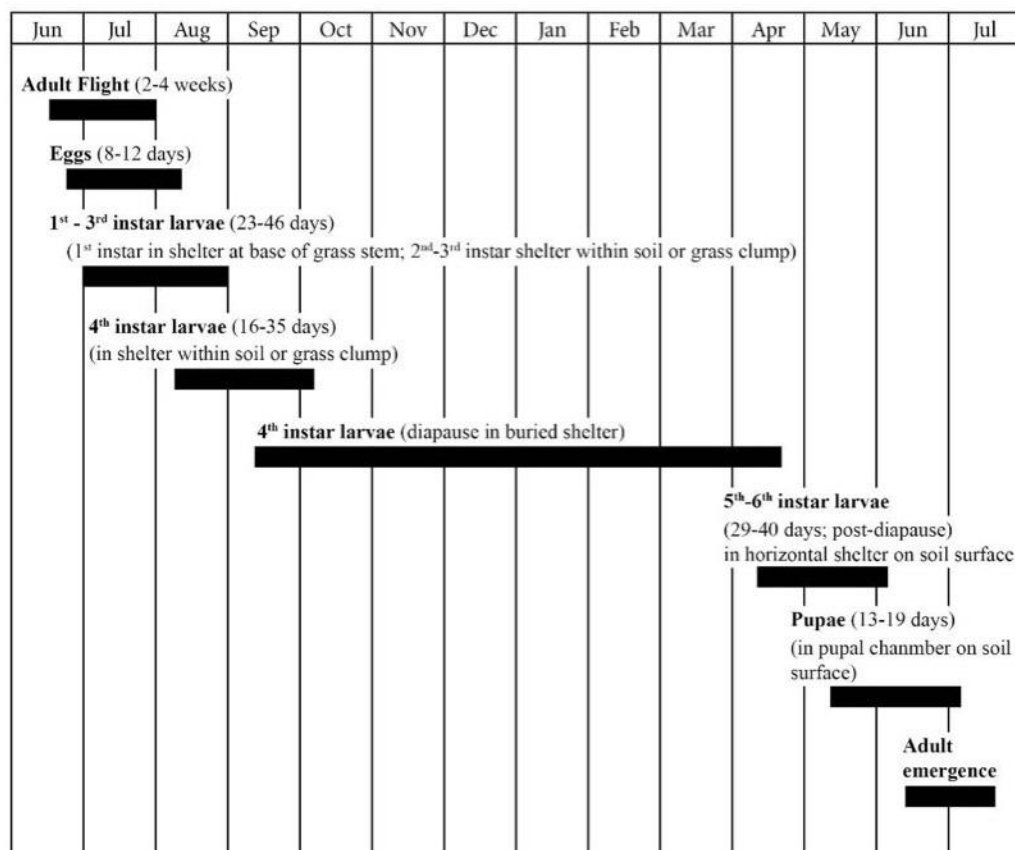 Jun Jul Aug Sep Oct Nov Dec Jan Feb Mar Apr May Jun Jul
Adult Flight (2-4 weeks)
Eggs (8-12 days)
1st - 3rd instar larvae (23-46 days)
(1st instar in shelter at base of grass stem; 2nd-3rd instar shelter within soil or grass clump)
4th instar larvae (16-35 days)
(in shelter within soil or grass clump)
4th instar larvae (diapause in buried shelter)
5th-6th instar larvae
(29-40 days; post-diapause)
in horizontal shelter on soil surface
Pupae (13-19 days)
(in pupal chanmber on soil
surface)
Adult
emergence